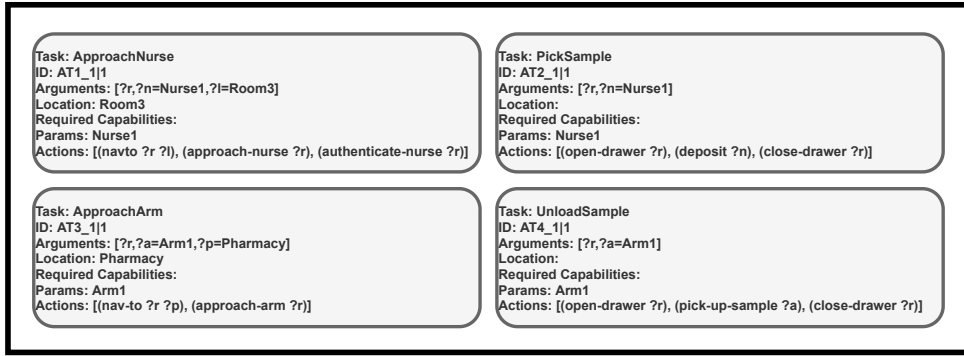 Task: ApproachNurse
ID: AT1_1|1
Arguments: [?r,?n=Nurse1,?l=Room3]
Location: Room3
Required Capabilities:
Params: Nurse1
Actions: [(navto ?r ?l), (approach-nurse ?r), (authenticate-nurse ?r)]
Task: PickSample
ID: AT2_1|1
Arguments: [?r,?n=Nurse1]
Location:
Required Capabilities:
Params: Nurse1
Actions: [(open-drawer ?r), (deposit ?n), (close-drawer ?r)]
Task: ApproachArm
ID: AT3_1|1
Arguments: [?r,?a=Arm1,?p=Pharmacy]
Location: Pharmacy
Required Capabilities:
Params: Arm1
Actions: [(nav-to ?r ?p), (approach-arm ?r)]
Task: UnloadSample
ID: AT4_1|1
Arguments: [?r,?a=Arm1]
Location:
Required Capabilities:
Params: Arm1
Actions: [(open-drawer ?r), (pick-up-sample ?a), (close-drawer ?r)]